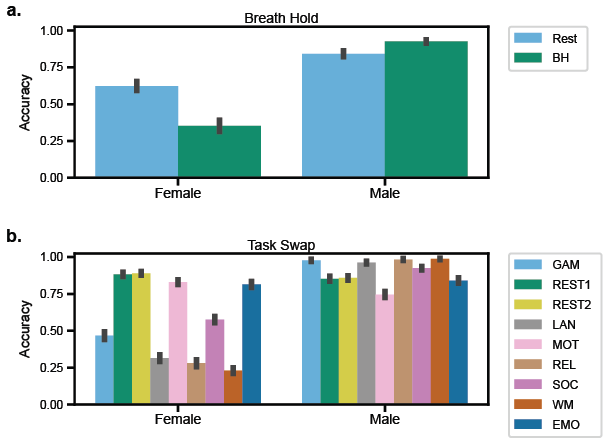 a.
Breath Hold
Accuracy
1.00
0.75
0.50
0.25
0.00
Female
Male
Rest
BH
b.
Task Swap
Accuracy
1.00
0.75
0.50
0.25
0.00
Female
Male
GAM
REST1
REST2
LAN
MOT
REL
SOC
WM
EMO